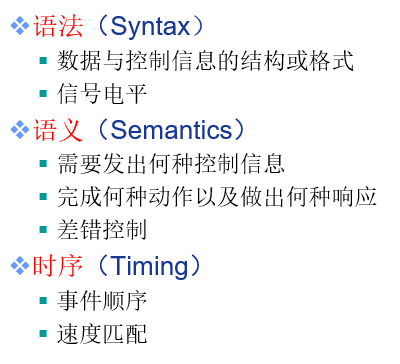 语法（Syntax）
数据与控制信息的结构或格式
信号电平
语义（Semantics）
需要发出何种控制信息
完成何种动作以及做出何种响应
差错控制
时序（Timing）
事件顺序
速度匹配